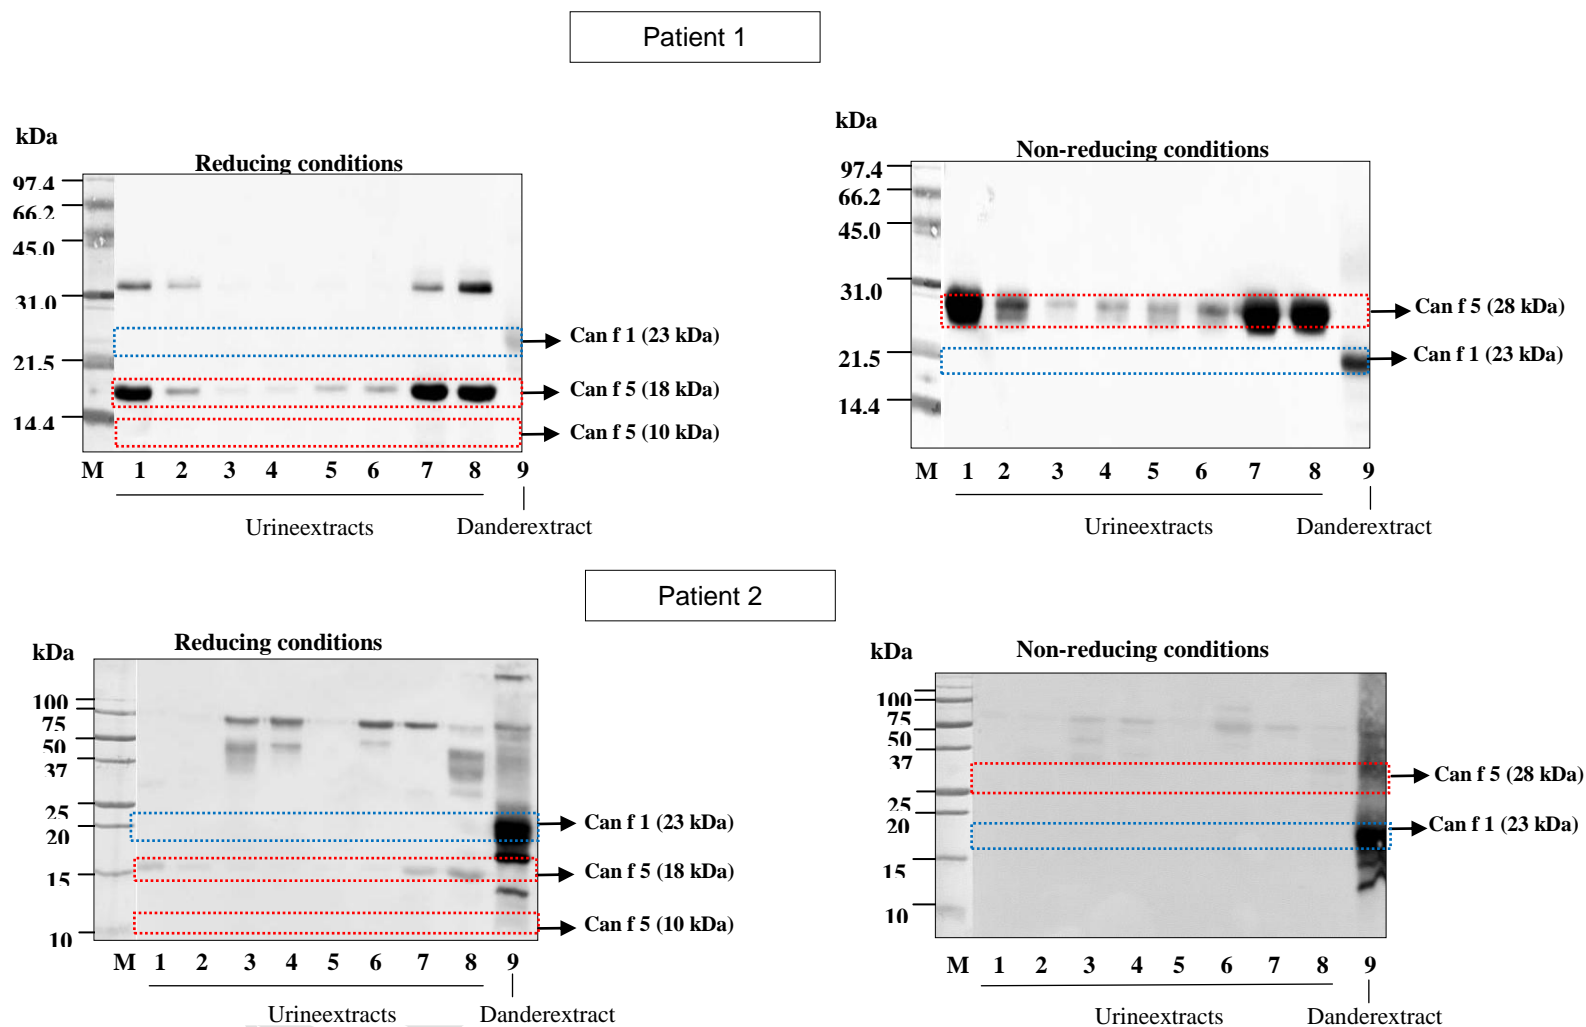 Patient 1
kDa
Reducing conditions
97.4
66.2
45.0
31.0
21.5
14.4
Can f 1 (23 kDa)
Can f 5 (18 kDa)
Can f 5 (10 kDa)
M 1 2 3 4 5 6 7 8 9
Urineextracts
Danderextract
kDa
Non-reducing conditions
97.4
66.2
45.0
31.0
21.5
14.4
Can f 5 (28 kDa)
Can f 1 (23 kDa)
M 1 2 3 4 5 6 7 8 9
Urineextracts
Danderextract
Patient 2
kDa
Reducing conditions
100
75
50
37
25
20
15
10
Can f 1 (23 kDa)
Can f 5 (18 kDa)
Can f 5 (10 kDa)
M 1 2 3 4 5 6 7 8 9
Urineextracts
Danderextract
kDa
Non-reducing conditions
100
75
50
37
25
20
15
10
Can f 5 (28 kDa)
Can f 1 (23 kDa)
M 1 2 3 4 5 6 7 8 9
Urineextracts
Danderextract